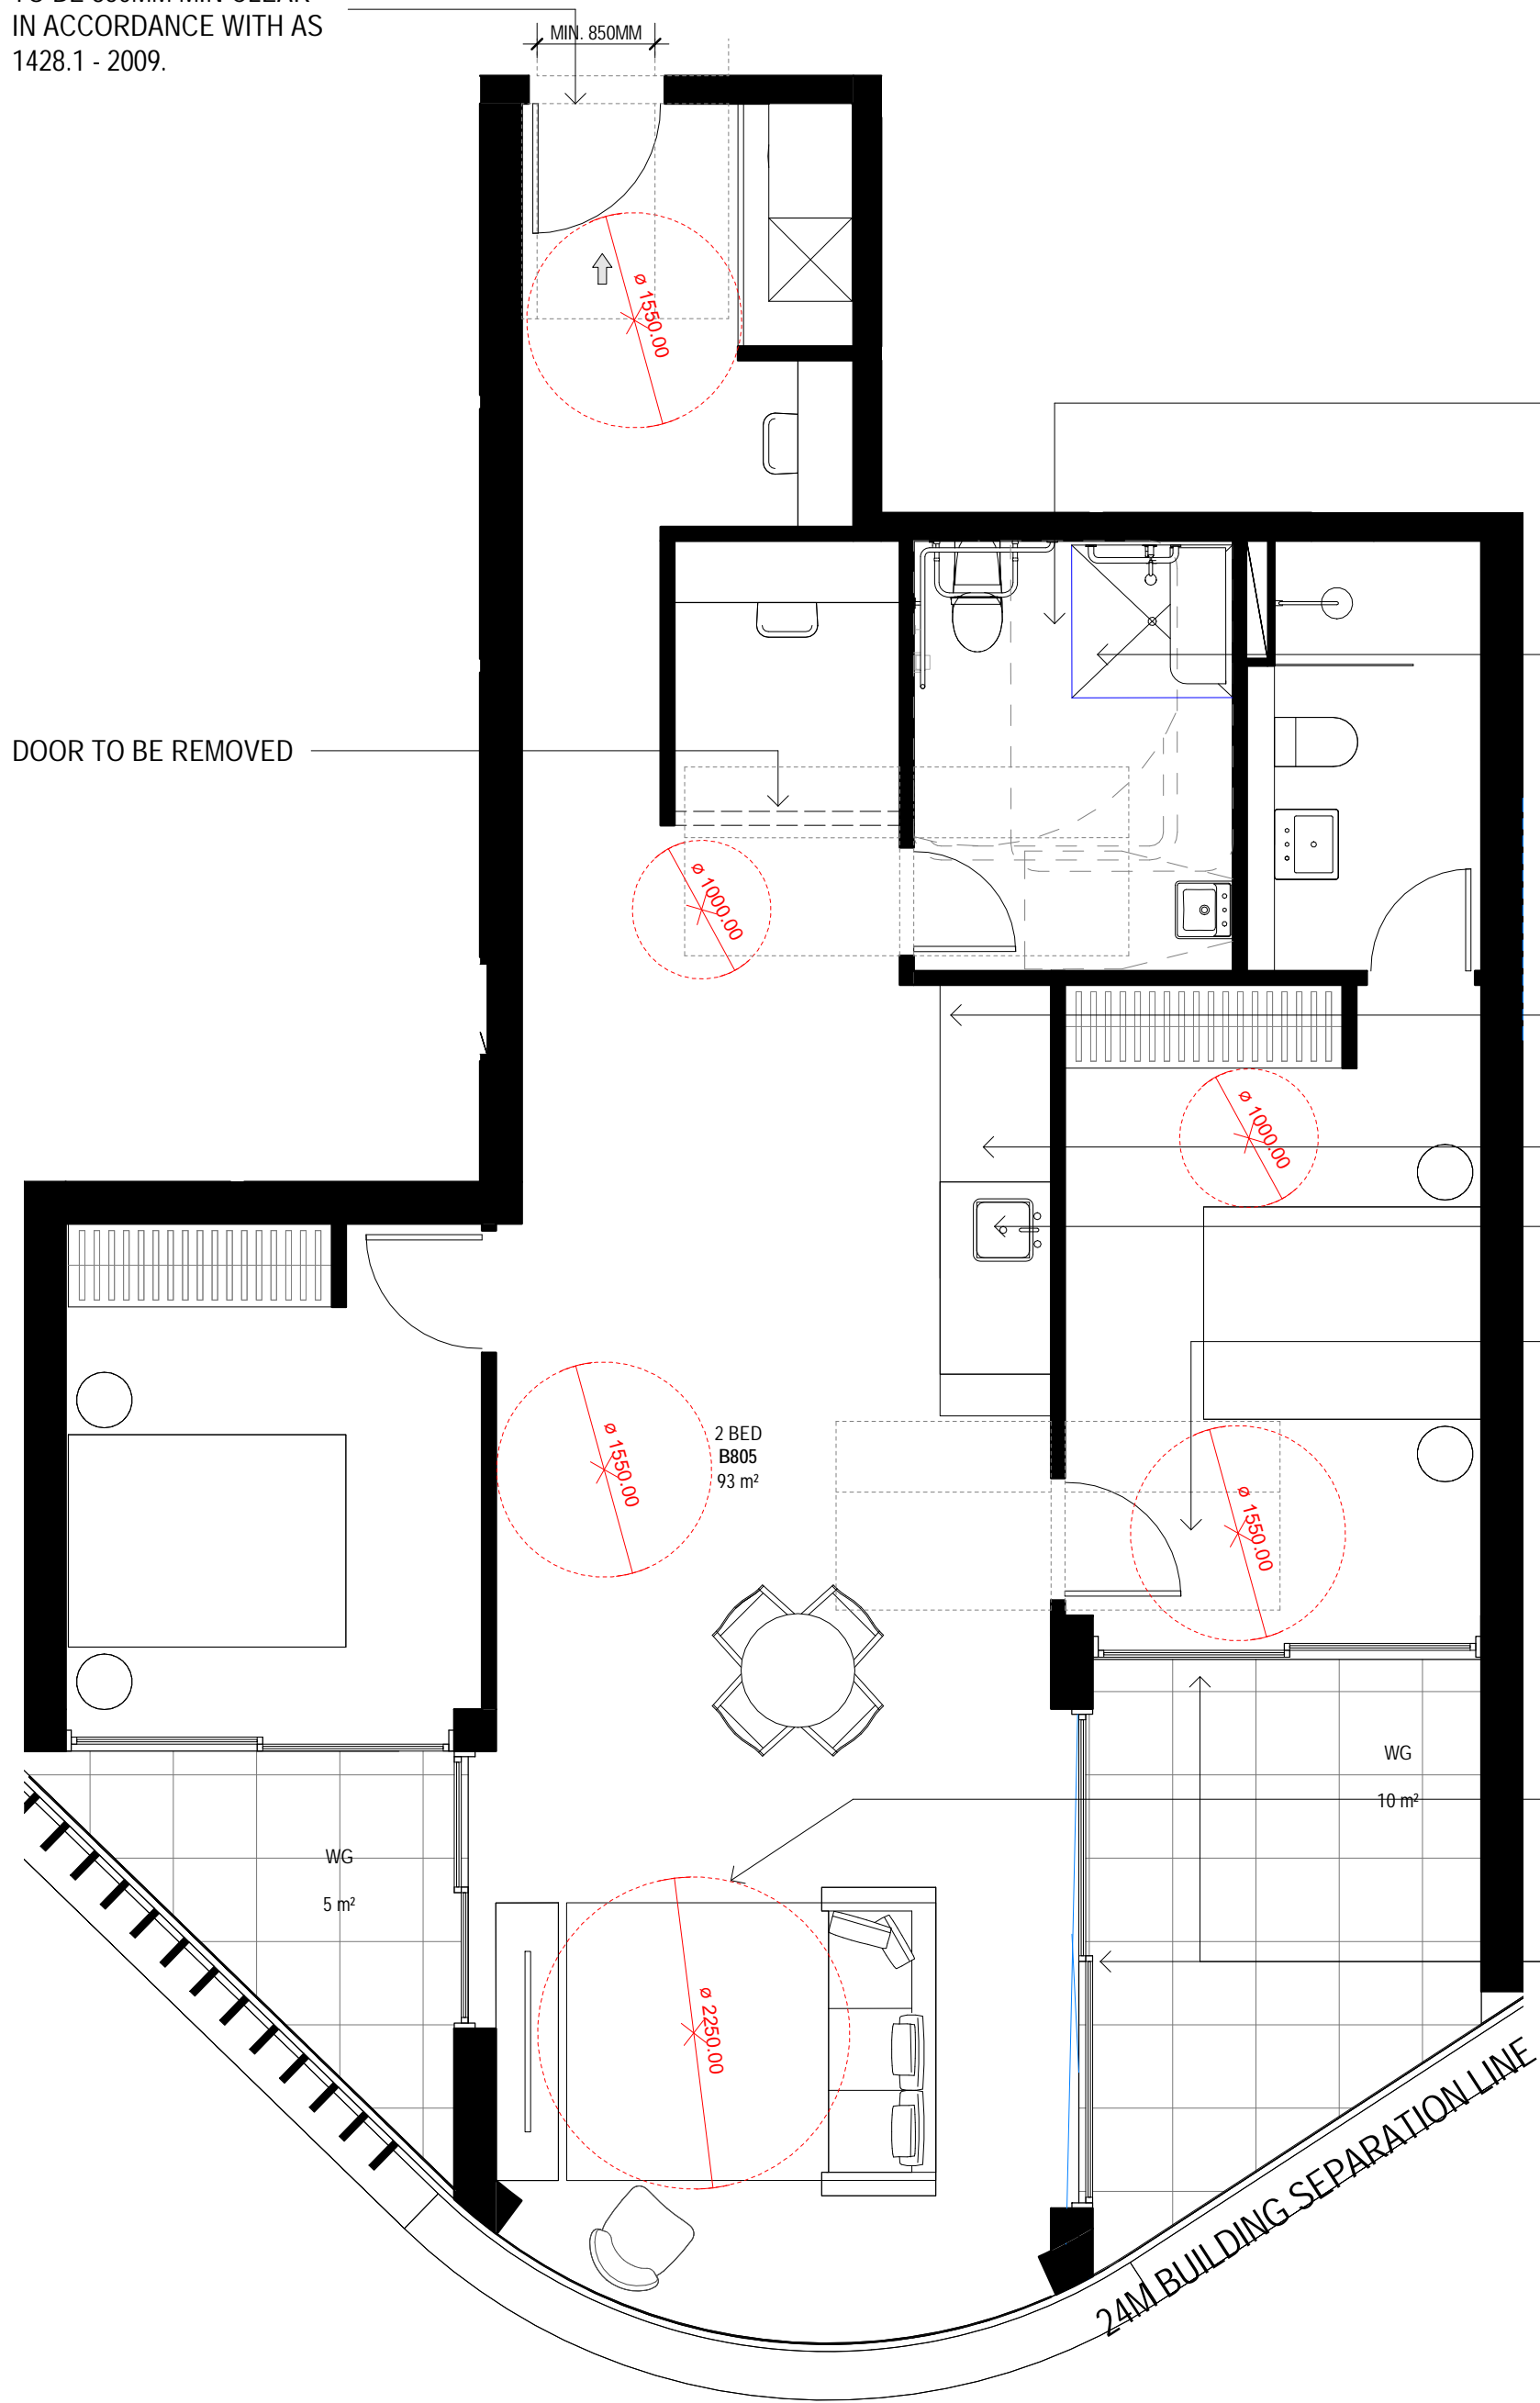 IN ACCORDANCE WITH AS
1428.1 - 2009.
MIN. 850MM
ø 1550.00
DOOR TO BE REMOVED
ø 1000.00
ø 1000.00
ø 1550.00
2 BED
B805
93 m²
ø 1550.00
WG
10 m²
WG
5 m²
ø 2250.00
24M BUILDING SEPARATION LINE